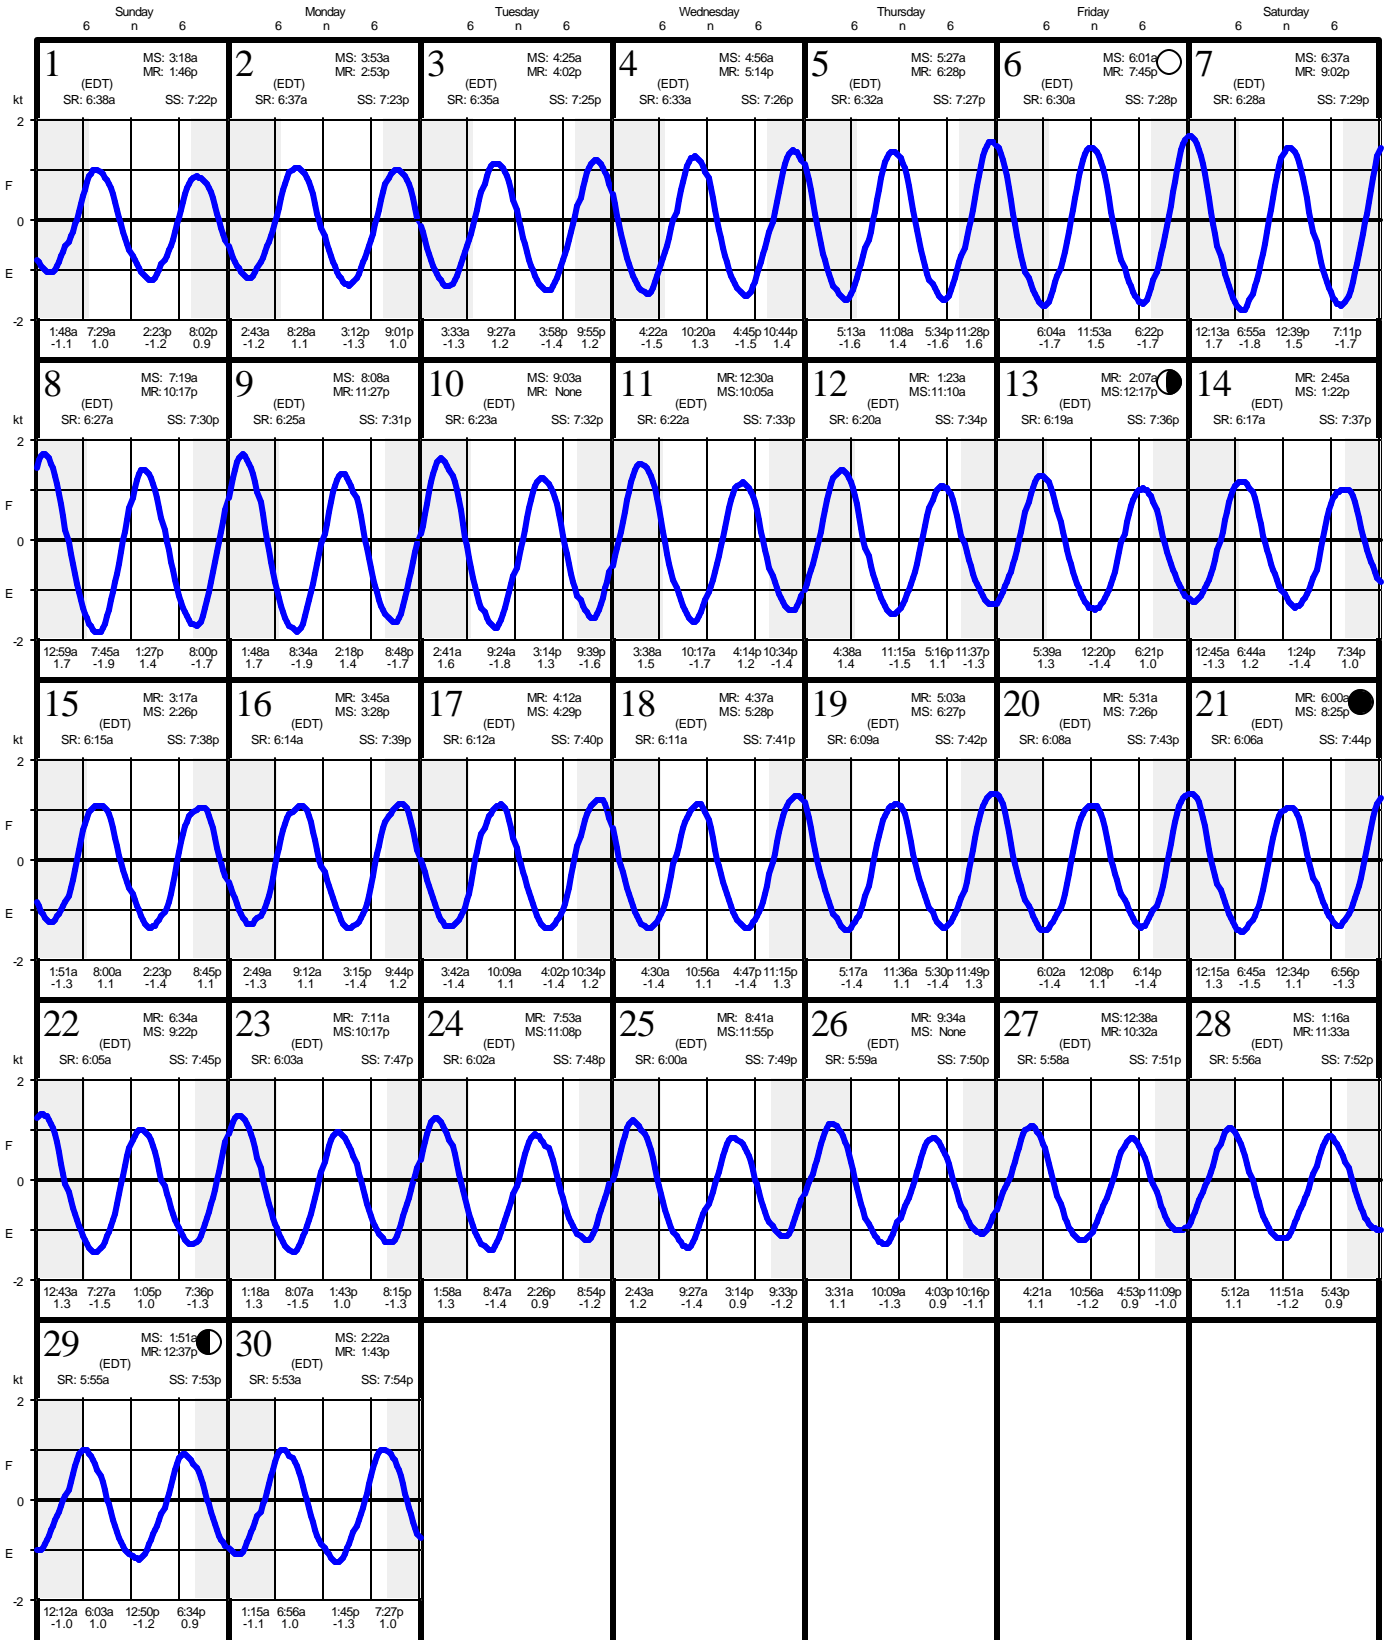 Sunday Monday Tuesday Wednesday Thursday Friday Saturday
6 n 6 6 n 6 6 n 6 6 n 6 6 n 6 6 n 6 6 n 6
1 MS: 3:18a 2 MS: 3:53a 3 MS: 4:25a 4 MS: 4:56a 5 MS: 5:27a 6 MS: 6:01a 7 MS: 6:37a
MR: 1:46p MR: 2:53p MR: 4:02p MR: 5:14p MR: 6:28p MR: 7:45p MR: 9:02p
(EDT) (EDT) (EDT) (EDT) (EDT) (EDT) (EDT)
kt SR: 6:38a SS: 7:22p SR: 6:37a SS: 7:23p SR: 6:35a SS: 7:25p SR: 6:33a SS: 7:26p SR: 6:32a SS: 7:27p SR: 6:30a SS: 7:28p SR: 6:28a SS: 7:29p
2
F
0
E
-2
1:48a 7:29a 2:23p 8:02p 2:43a 8:28a 3:12p 9:01p 3:33a 9:27a 3:58p 9:55p 4:22a 10:20a 4:45p 10:44p 5:13a 11:08a 5:34p 11:28p 6:04a 11:53a 6:22p 12:13a 6:55a 12:39p 7:11p
-1.1 1.0 -1.2 0.9 -1.2 1.1 -1.3 1.0 -1.3 1.2 -1.4 1.2 -1.5 1.3 -1.5 1.4 -1.6 1.4 -1.6 1.6 -1.7 1.5 -1.7 1.7 -1.8 1.5 -1.7
8 MS: 7:19a 9 MS: 8:08a 10 MS: 9:03a 11 MR:12:30a 12 MR: 1:23a 13 MR: 2:07a 14 MR: 2:45a
MR:10:17p MR:11:27p MR: None MS:10:05a MS:11:10a MS:12:17p MS: 1:22p
(EDT) (EDT) (EDT) (EDT) (EDT) (EDT) (EDT)
kt SR: 6:27a SS: 7:30p SR: 6:25a SS: 7:31p SR: 6:23a SS: 7:32p SR: 6:22a SS: 7:33p SR: 6:20a SS: 7:34p SR: 6:19a SS: 7:36p SR: 6:17a SS: 7:37p
2
F
0
E
-2
12:59a 7:45a 1:27p 8:00p 1:48a 8:34a 2:18p 8:48p 2:41a 9:24a 3:14p 9:39p 3:38a 10:17a 4:14p 10:34p 4:38a 11:15a 5:16p 11:37p 5:39a 12:20p 6:21p 12:45a 6:44a 1:24p 7:34p
1.7 -1.9 1.4 -1.7 1.7 -1.9 1.4 -1.7 1.6 -1.8 1.3 -1.6 1.5 -1.7 1.2 -1.4 1.4 -1.5 1.1 -1.3 1.3 -1.4 1.0 -1.3 1.2 -1.4 1.0
15 MR: 3:17a 16 MR: 3:45a 17 MR: 4:12a 18 MR: 4:37a 19 MR: 5:03a 20 MR: 5:31a 21 MR: 6:00a
MS: 2:26p MS: 3:28p MS: 4:29p MS: 5:28p MS: 6:27p MS: 7:26p MS: 8:25p
(EDT) (EDT) (EDT) (EDT) (EDT) (EDT) (EDT)
kt SR: 6:15a SS: 7:38p SR: 6:14a SS: 7:39p SR: 6:12a SS: 7:40p SR: 6:11a SS: 7:41p SR: 6:09a SS: 7:42p SR: 6:08a SS: 7:43p SR: 6:06a SS: 7:44p
2
F
0
E
-2
1:51a 8:00a 2:23p 8:45p 2:49a 9:12a 3:15p 9:44p 3:42a 10:09a 4:02p 10:34p 4:30a 10:56a 4:47p 11:15p 5:17a 11:36a 5:30p 11:49p 6:02a 12:08p 6:14p 12:15a 6:45a 12:34p 6:56p
-1.3 1.1 -1.4 1.1 -1.3 1.1 -1.4 1.2 -1.4 1.1 -1.4 1.2 -1.4 1.1 -1.4 1.3 -1.4 1.1 -1.4 1.3 -1.4 1.1 -1.4 1.3 -1.5 1.1 -1.3
22 MR: 6:34a 23 MR: 7:11a 24 MR: 7:53a 25 MR: 8:41a 26 MR: 9:34a 27 MS:12:38a 28 MS: 1:16a
MS: 9:22p MS:10:17p MS:11:08p MS:11:55p MS: None MR:10:32a MR:11:33a
(EDT) (EDT) (EDT) (EDT) (EDT) (EDT) (EDT)
kt SR: 6:05a SS: 7:45p SR: 6:03a SS: 7:47p SR: 6:02a SS: 7:48p SR: 6:00a SS: 7:49p SR: 5:59a SS: 7:50p SR: 5:58a SS: 7:51p SR: 5:56a SS: 7:52p
2
F
0
E
-2
12:43a 7:27a 1:05p 7:36p 1:18a 8:07a 1:43p 8:15p 1:58a 8:47a 2:26p 8:54p 2:43a 9:27a 3:14p 9:33p 3:31a 10:09a 4:03p 10:16p 4:21a 10:56a 4:53p 11:09p 5:12a 11:51a 5:43p
1.3 -1.5 1.0 -1.3 1.3 -1.5 1.0 -1.3 1.3 -1.4 0.9 -1.2 1.2 -1.4 0.9 -1.2 1.1 -1.3 0.9 -1.1 1.1 -1.2 0.9 -1.0 1.1 -1.2 0.9
29 MS: 1:51a 30 MS: 2:22a
MR:12:37p MR: 1:43p
(EDT) (EDT)
kt SR: 5:55a SS: 7:53p SR: 5:53a SS: 7:54p
2
F
0
E
-2
12:12a 6:03a 12:50p 6:34p 1:15a 6:56a 1:45p 7:27p
-1.0 1.0 -1.2 0.9 -1.1 1.0 -1.3 1.0